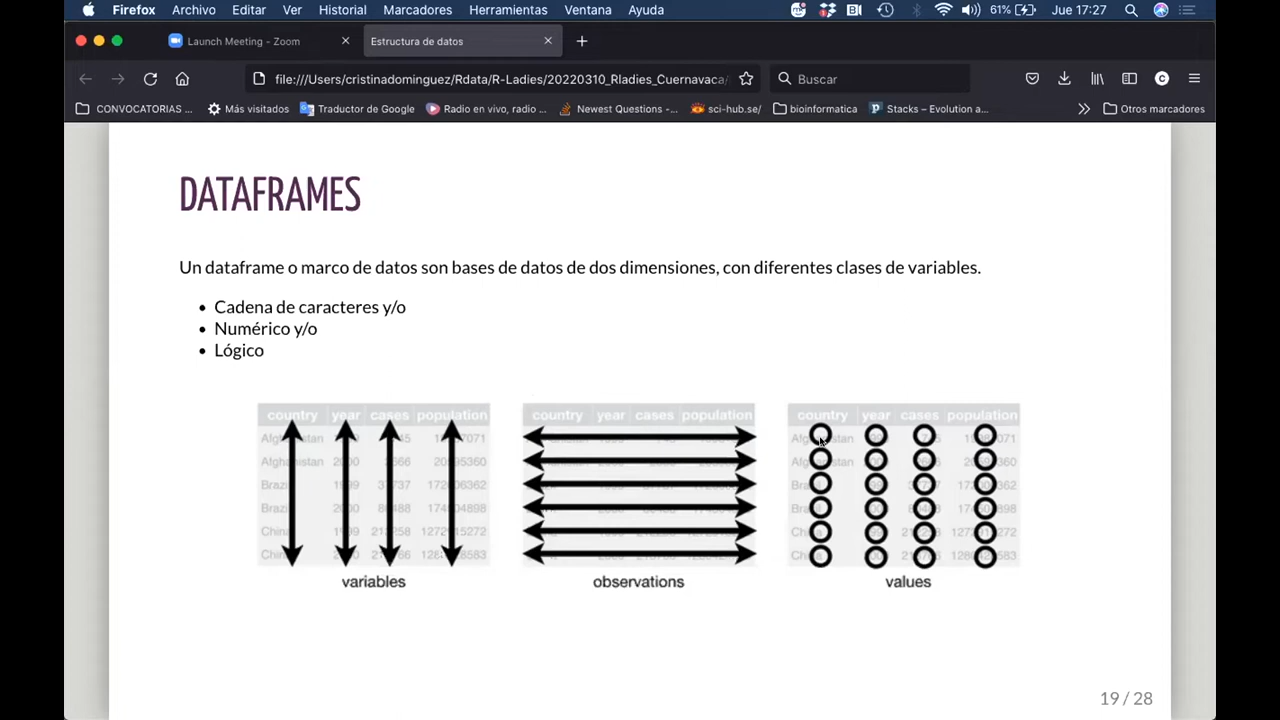 Firefox Archivo Editar Ver Historial Marcadores Herramientas Ventana Ayuda 61% Jue 17:27
Launch Meeting - Zoom × Estructura de datos × +
file:///Users/cristinadominguez/Rdata/R-Ladies/20220310_Rladies_Cuernavaca/ Buscar
CONVOCATORIAS ... Más visitados Traductor de Google Radio en vivo, radio ... Newest Questions -... sci-hub.se/ bioinformatica Stacks – Evolution a... Otros marcadores
DATAFRAMES
Un dataframe o marco de datos son bases de datos de dos dimensiones, con diferentes clases de variables.
• Cadena de caracteres y/o
• Numérico y/o
• Lógico
country year cases population country year cases population country year cases population
variables observations values
19 / 28